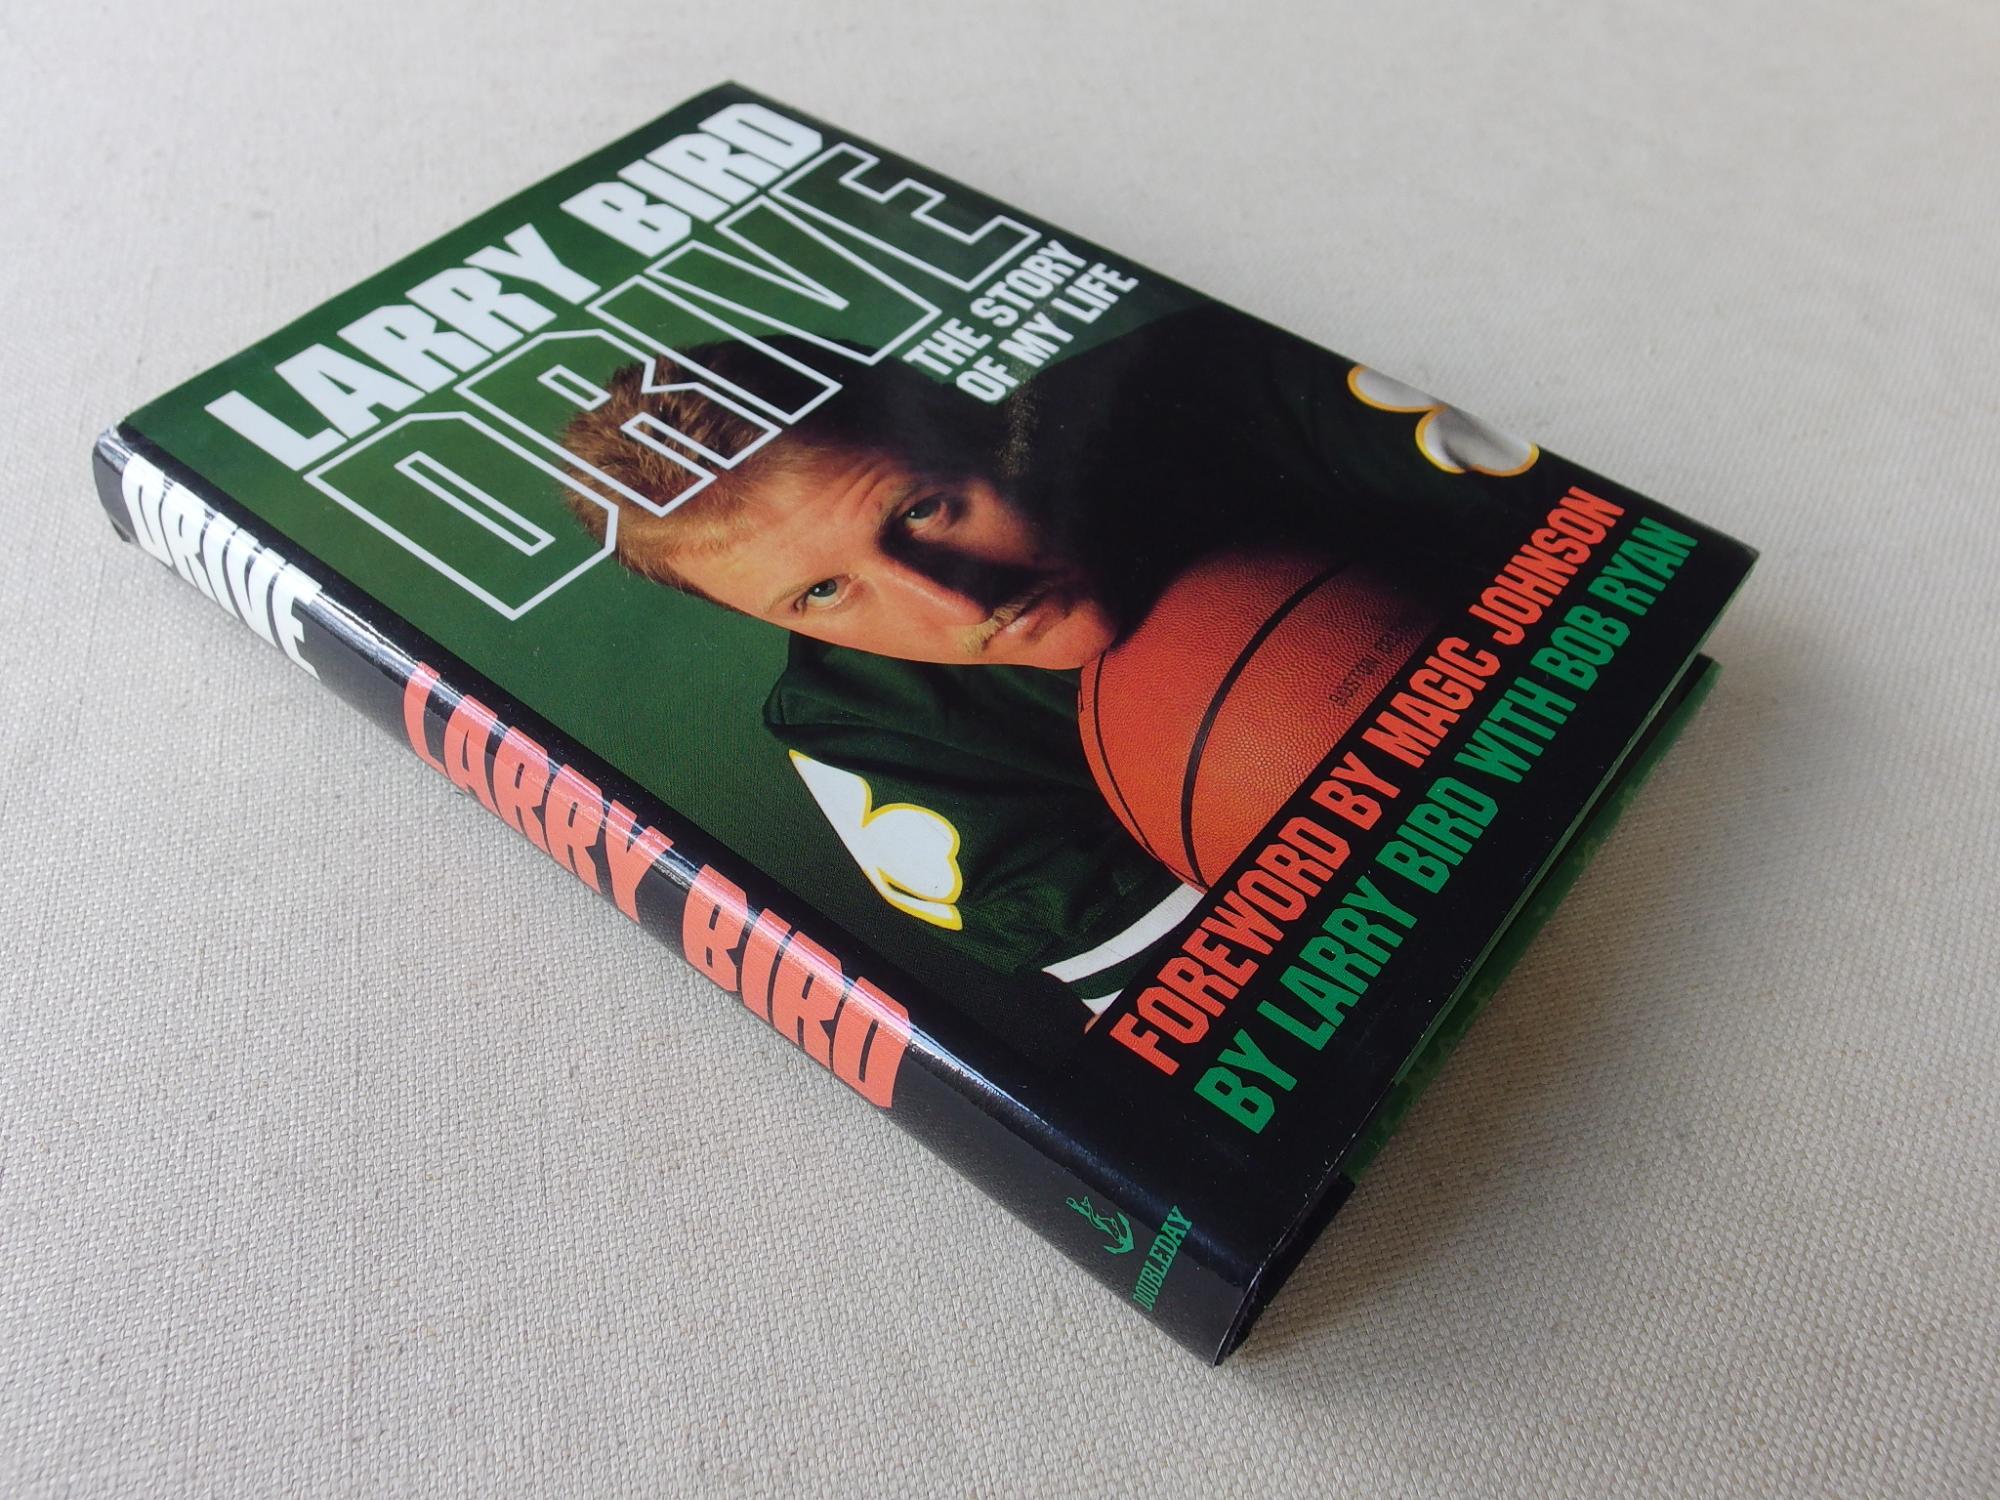 LARRY BIRD
DRIVE
THE STORY
OF MY LIFE
FOREWORD BY MAGIC JOHNSON
BY LARRY BIRD WITH BOB RYAN
DRIVE
LARRY BIRD
DOUBLEDAY
BOSTON